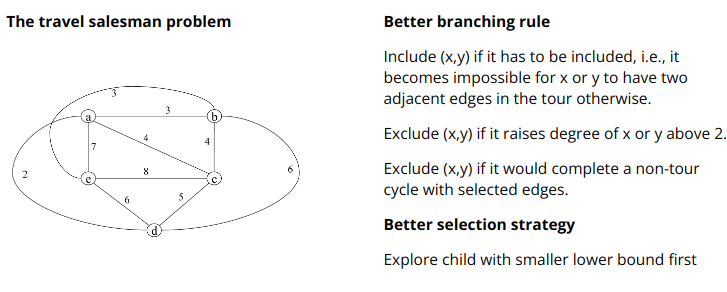 The travel salesman problem
3
a
3
b
7
4
4
2
e
8
c
6
6
5
d
Better branching rule
Include (x,y) if it has to be included, i.e., it
becomes impossible for x or y to have two
adjacent edges in the tour otherwise.
Exclude (x,y) if it raises degree of x or y above 2.
Exclude (x,y) if it would complete a non-tour
cycle with selected edges.
Better selection strategy
Explore child with smaller lower bound first